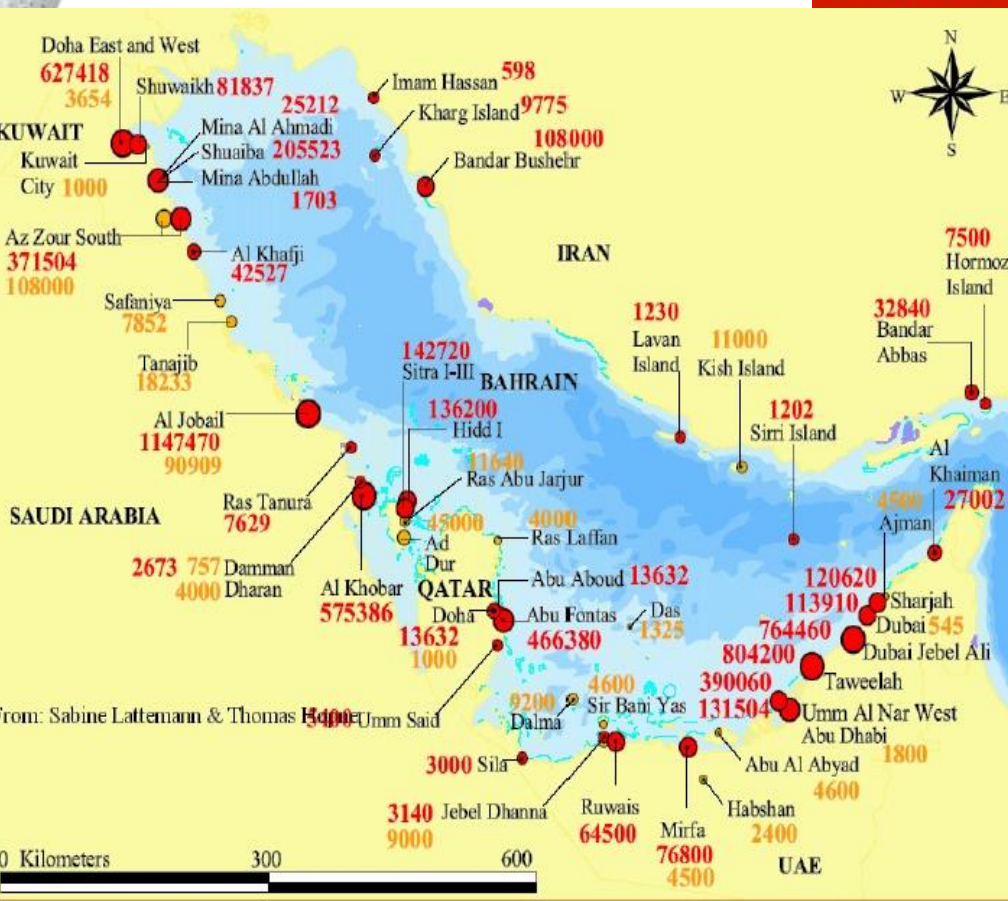 Doha East and West
627418
3654
Shuwaikh 81837
25212
KUWAIT
Mina Al Ahmadi
Kuwait
City 1000
Shuaiba 205523
Mina Abdullah
1703
Az Zour South
371504
108000
Al Khafji
42527
Safaniya
7852
Tanajib
18233
Al Jobail
1147470
90909
Ras Tanura
7629
SAUDI ARABIA
2673 757 Damman
4000 Dharan
Al Khobar
575386
Imam Hassan 598
Kharg Island 9775
108000
Bandar Bushehr
IRAN
N
W
E
S
7500
Hormoz
Island
32840
Bandar
Abbas
1230
Lavan
Island
11000
Kish Island
1202
Sirri Island
142720
Sitra I-III
BAHRAIN
136200
Hidd I
11640
Ras Abu Jarjur
45000
Ad
Dur
4000
Ras Laffan
QATAR
Abu Aboud 13632
Doha
Abu Fontas
466380
13632
1000
Das
1325
Al
Khaiman
27002
4500
Ajman
120620
Sharjah
113910
Dubai 545
764460
Dubai Jebel Ali
804200
Taweelah
390060
131504
Umm Al Nar West
Abu Dhabi
1800
From: Sabine Lattemann & Thomas
5400 Umm Said
9200
Dalma
4600
Sir Bani Yas
3000 Sila
3140 Jebel Dhanna
9000
Ruwais
64500
Mirfa
76800
4500
Abu Al Abyad
4600
Habshan
2400
UAE
0 Kilometers 300 600